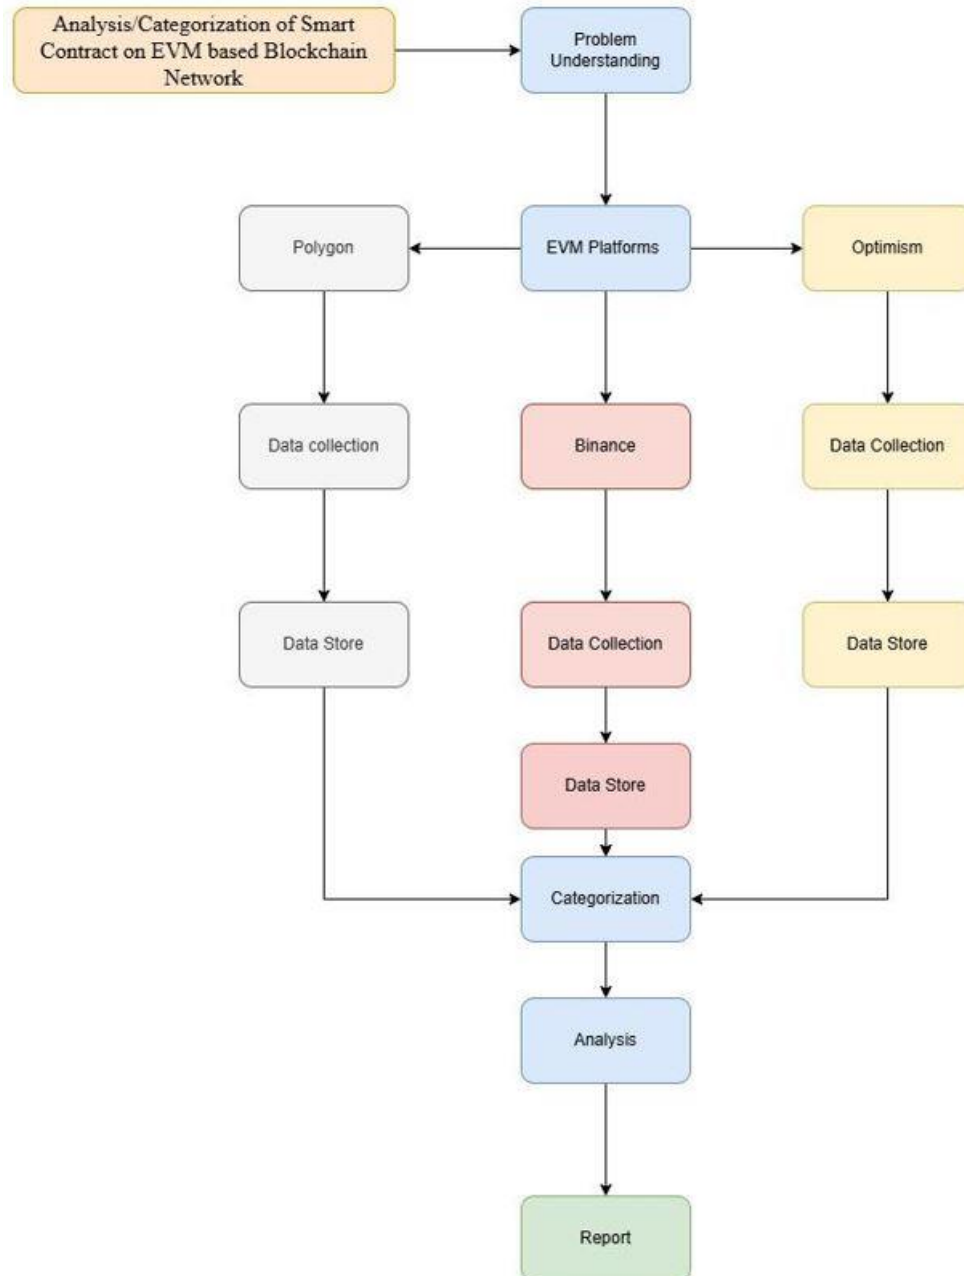 Analysis/Categorization of Smart
Contract on EVM based Blockchain
Network
Problem
Understanding
Polygon
EVM Platforms
Optimism
Data collection
Binance
Data Collection
Data Store
Data Collection
Data Store
Data Store
Categorization
Analysis
Report